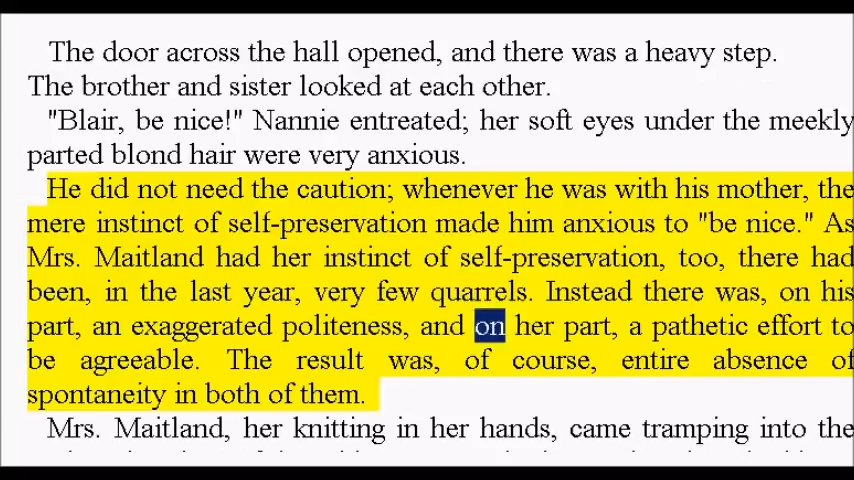 The door across the hall opened, and there was a heavy step.
The brother and sister looked at each other.
"Blair, be nice!" Nannie entreated; her soft eyes under the meekly
parted blond hair were very anxious.
He did not need the caution; whenever he was with his mother, the
mere instinct of self-preservation made him anxious to "be nice." As
Mrs. Maitland had her instinct of self-preservation, too, there had
been, in the last year, very few quarrels. Instead there was, on his
part, an exaggerated politeness, and on her part, a pathetic effort to
be agreeable. The result was, of course, entire absence of
spontaneity in both of them.
Mrs. Maitland, her knitting in her hands, came tramping into the